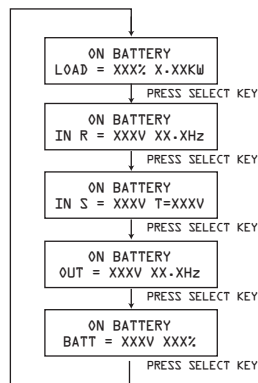 ON BATTERY
LOAD = XXX% X.XXKW
PRESS SELECT KEY
ON BATTERY
IN R = XXXV XX.XHz
PRESS SELECT KEY
ON BATTERY
IN S = XXXV T=XXXV
PRESS SELECT KEY
ON BATTERY
OUT = XXXV XX.XHz
PRESS SELECT KEY
ON BATTERY
BATT = XXXV XXX%
PRESS SELECT KEY